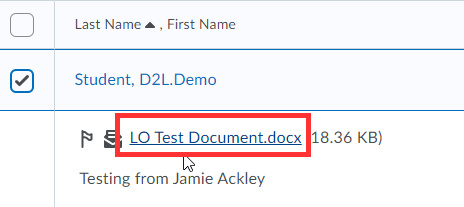 Last Name ▲ , First Name
Student, D2L.Demo
LO Test Document.docx (18.36 KB)
Testing from Jamie Ackley